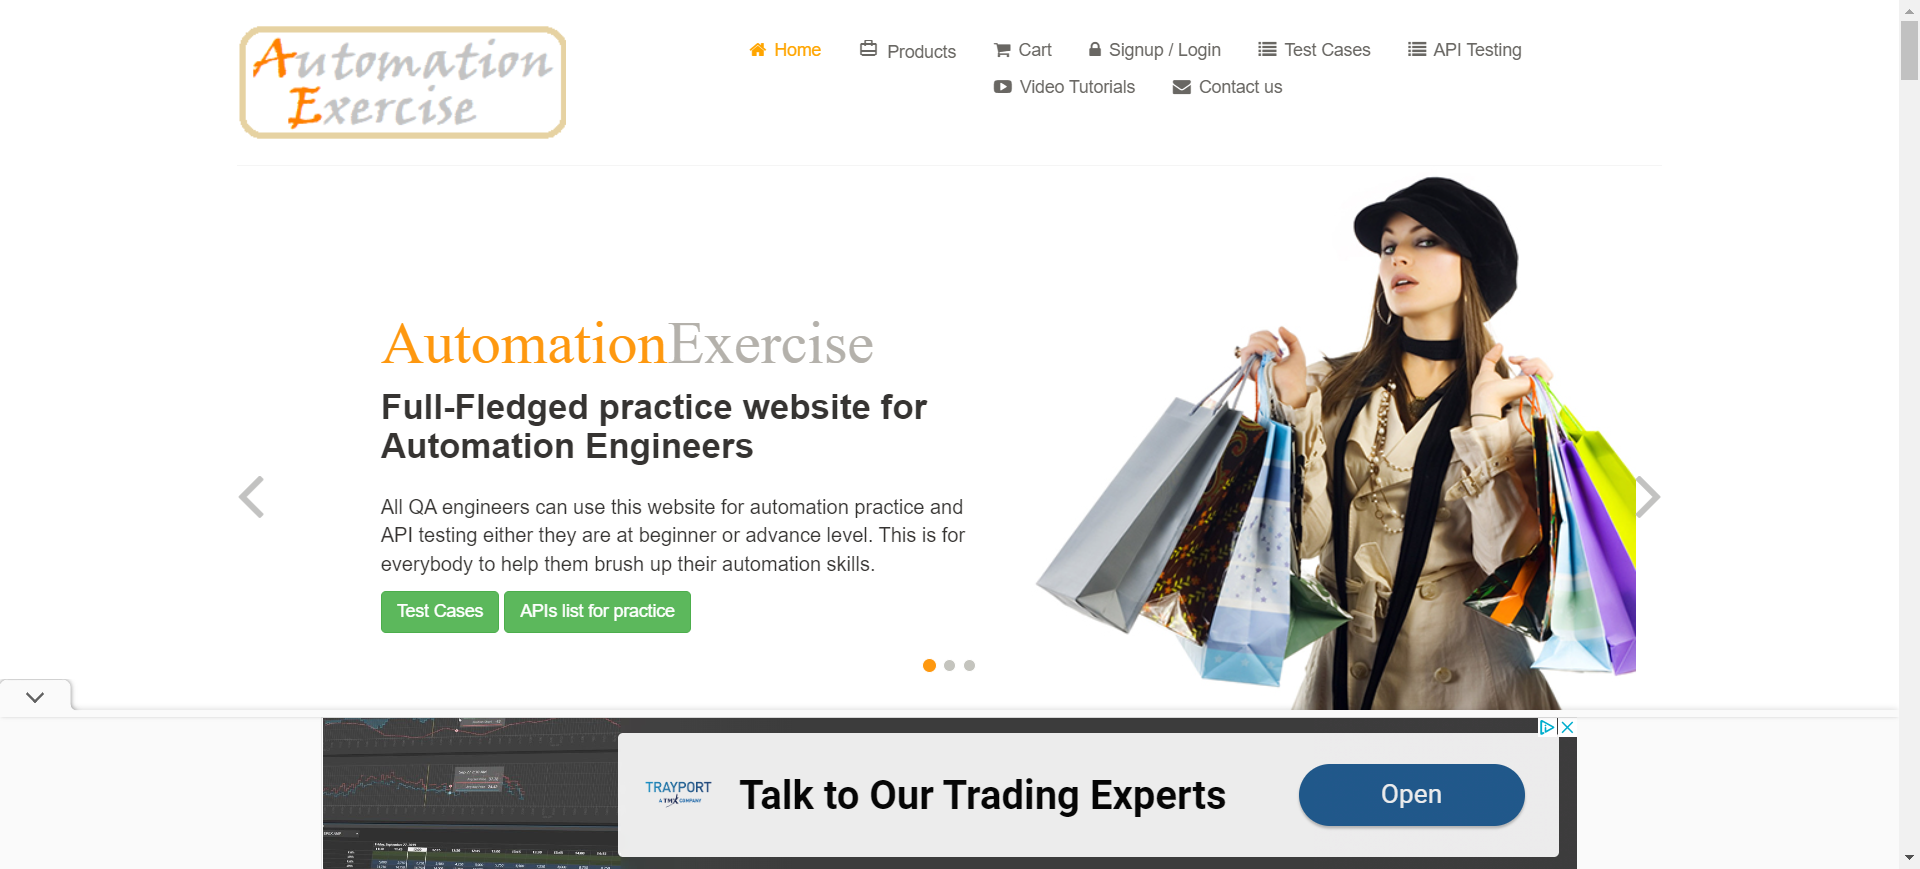 Automation
Exercise
Home
Products
Cart
Signup / Login
Test Cases
API Testing
Video Tutorials
Contact us
AutomationExercise
Full-Fledged practice website for
Automation Engineers
All QA engineers can use this website for automation practice and
API testing either they are at beginner or advance level. This is for
everybody to help them brush up their automation skills.
Test Cases
APIs list for practice
TRAYPORT
A TMX COMPANY
Talk to Our Trading Experts
Open